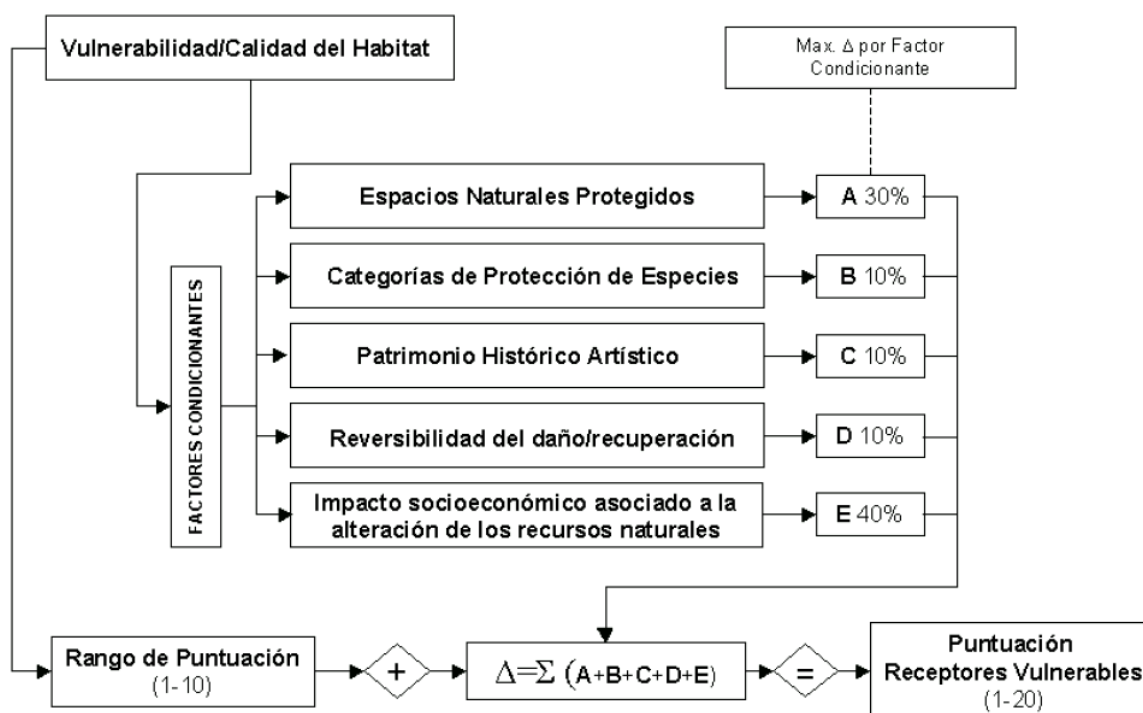 Vulnerabilidad/Calidad del Habitat
Max. Δ por Factor
Condicionante
FACTORES CONDICIONANTES
Espacios Naturales Protegidos
A 30%
Categorías de Protección de Especies
B 10%
Patrimonio Histórico Artístico
C 10%
Reversibilidad del daño/recuperación
D 10%
Impacto socioeconómico asociado a la
alteración de los recursos naturales
E 40%
Rango de Puntuación
(1-10)
+
Δ=Σ (A+B+C+D+E)
=
Puntuación
Receptores Vulnerables
(1-20)